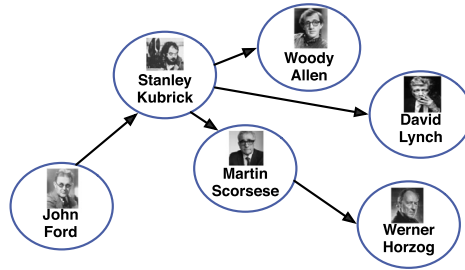 Woody
Allen
Stanley
Kubrick
David
Lynch
Martin
Scorsese
John
Ford
Werner
Horzog